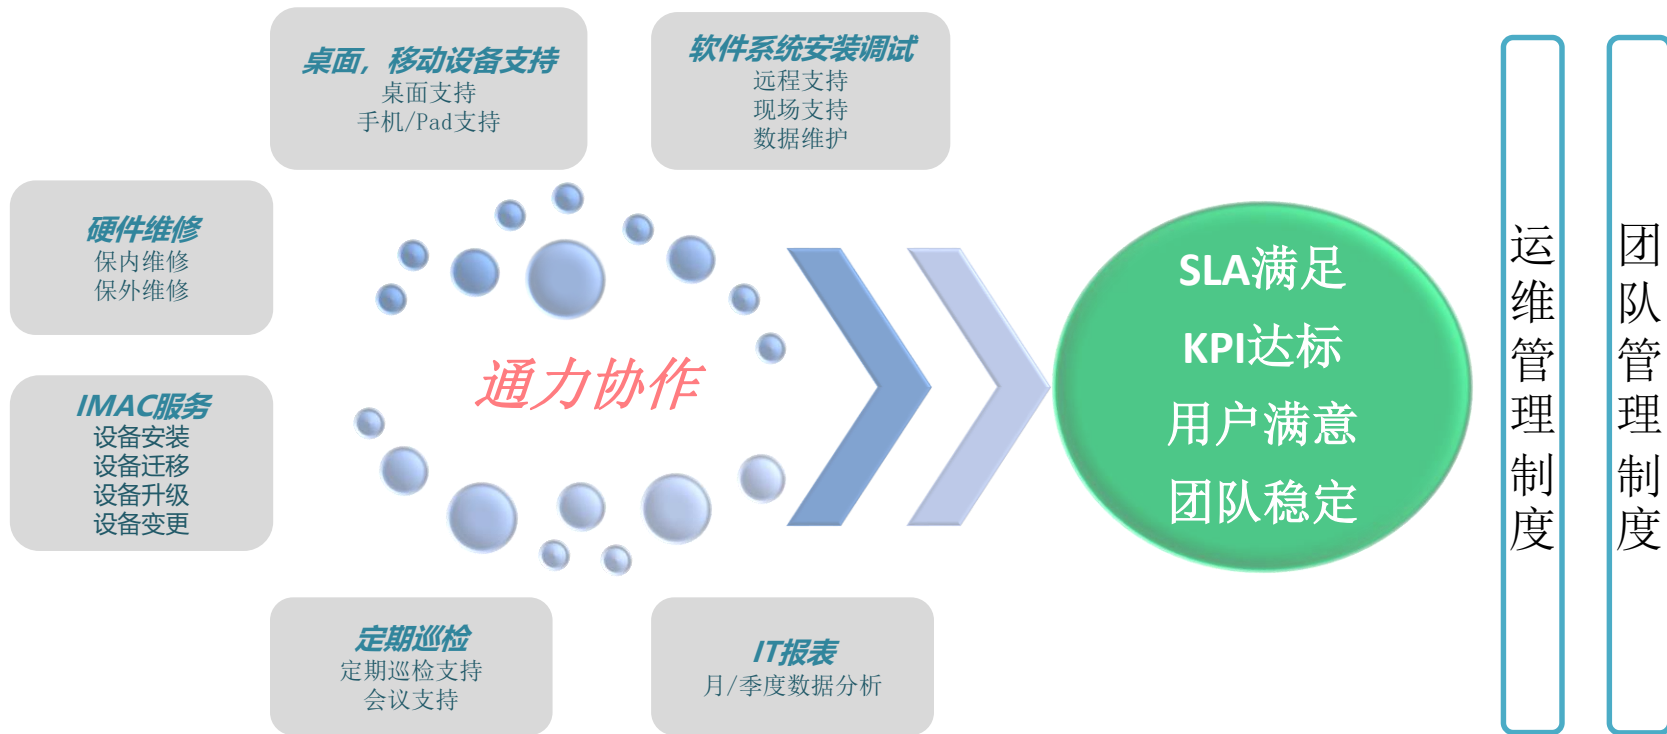 桌面，移动设备支持
桌面支持
手机/Pad支持
软件系统安装调试
远程支持
现场支持
数据维护
硬件维修
保内维修
保外维修
IMAC服务
设备安装
设备迁移
设备升级
设备变更
通力协作
定期巡检
定期巡检支持
会议支持
IT报表
月/季度数据分析
SLA满足
KPI达标
用户满意
团队稳定
运维管理制度
团队管理制度